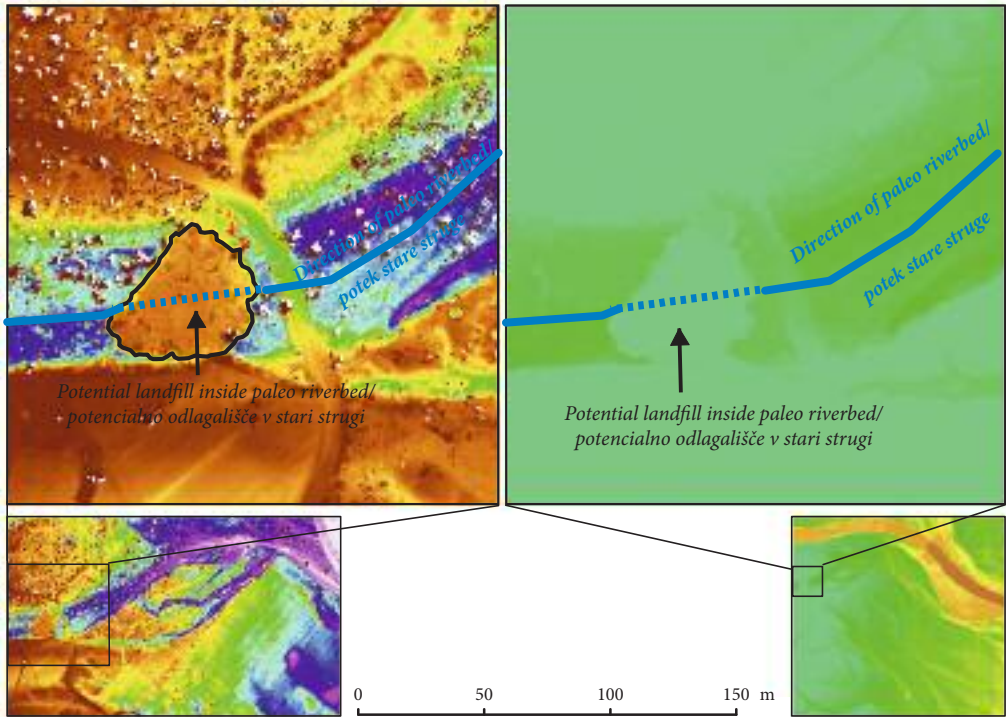 Direction of paleo riverbed/
potek stare struge
Potential landfill inside paleo riverbed/
potencialno odlagališče v stari strugi
Direction of paleo riverbed/
potek stare struge
Potential landfill inside paleo riverbed/
potencialno odlagališče v stari strugi
0 50 100 150 m